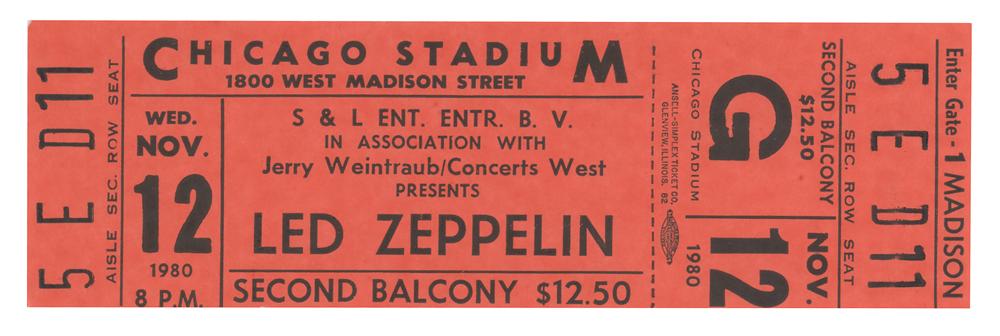 5 E D11
AISLE SEC. ROW SEAT
CHICAGO STADIUM
1800 WEST MADISON STREET
WED.
NOV.
12
1980
8 P.M.
S & L ENT. ENTR. B. V.
IN ASSOCIATION WITH
Jerry Weintraub/Concerts West
PRESENTS
LED ZEPPELIN
SECOND BALCONY $12.50
ANSELL-SIMPLEX TICKET CO.
GLENVIEW, ILLINOIS. 82
CHICAGO STADIUM
1980
G
12
NOV.
$12.50
SECOND BALCONY
AISLE SEC. ROW SEAT
5 E D11
Enter Gate - 1 MADISON